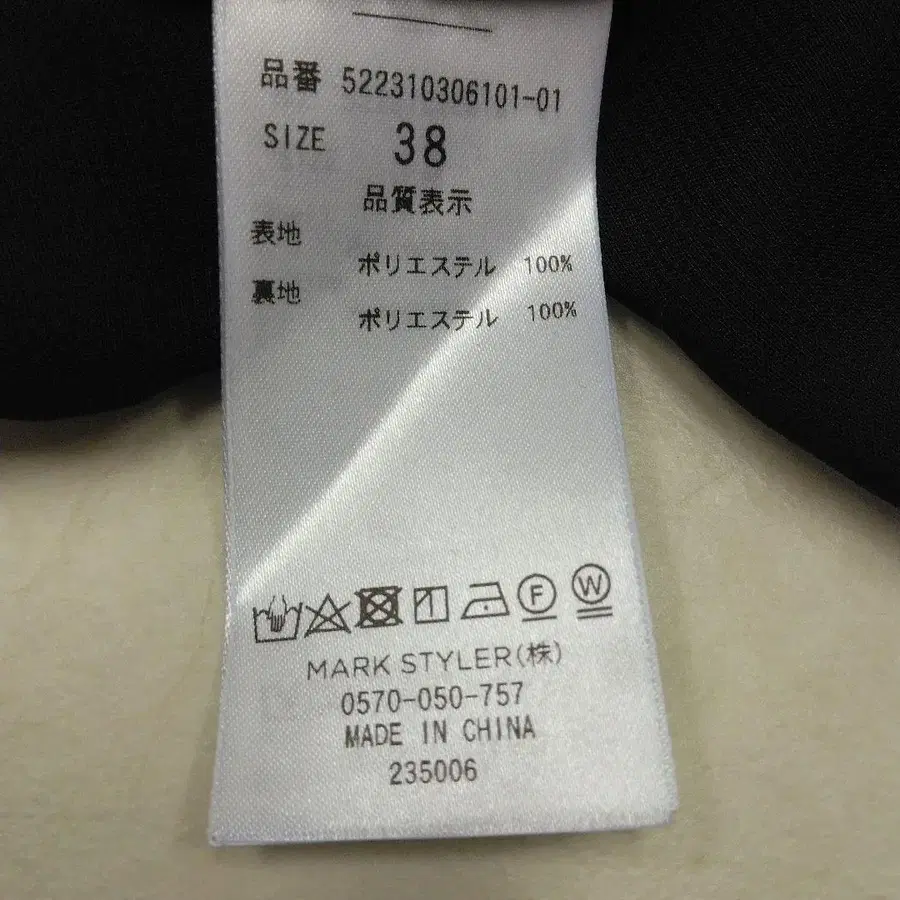 品番 522310306101-01
SIZE 38
品質表示
表地
ポリエステル 100%
裏地
ポリエステル 100%
F W
MARK STYLER(株)
0570-050-757
MADE IN CHINA
235006